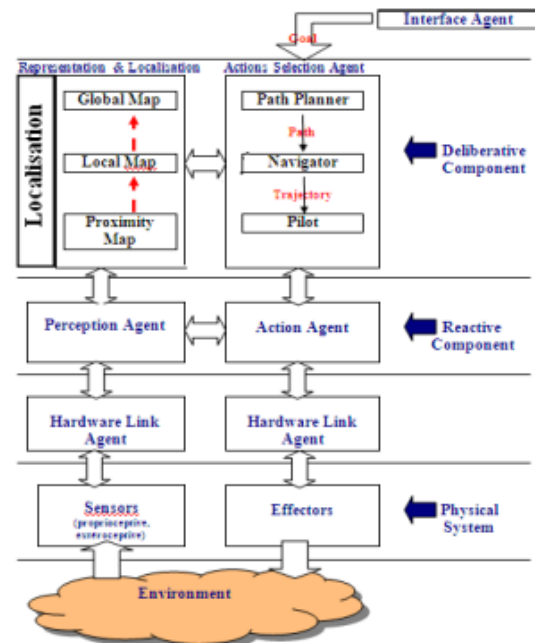 Interface Agent
Goal
Representation & Localisation
Actions Selection Agent
Localisation
Global Map
Local Map
Proximity
Map
Path Planner
Path
Navigator
Trajectory
Pilot
Deliberative
Component
Perception Agent
Action Agent
Reactive
Component
Hardware Link
Agent
Hardware Link
Agent
Sensors
(proprioceptive,
exteroceptive)
Effectors
Physical
System
Environment